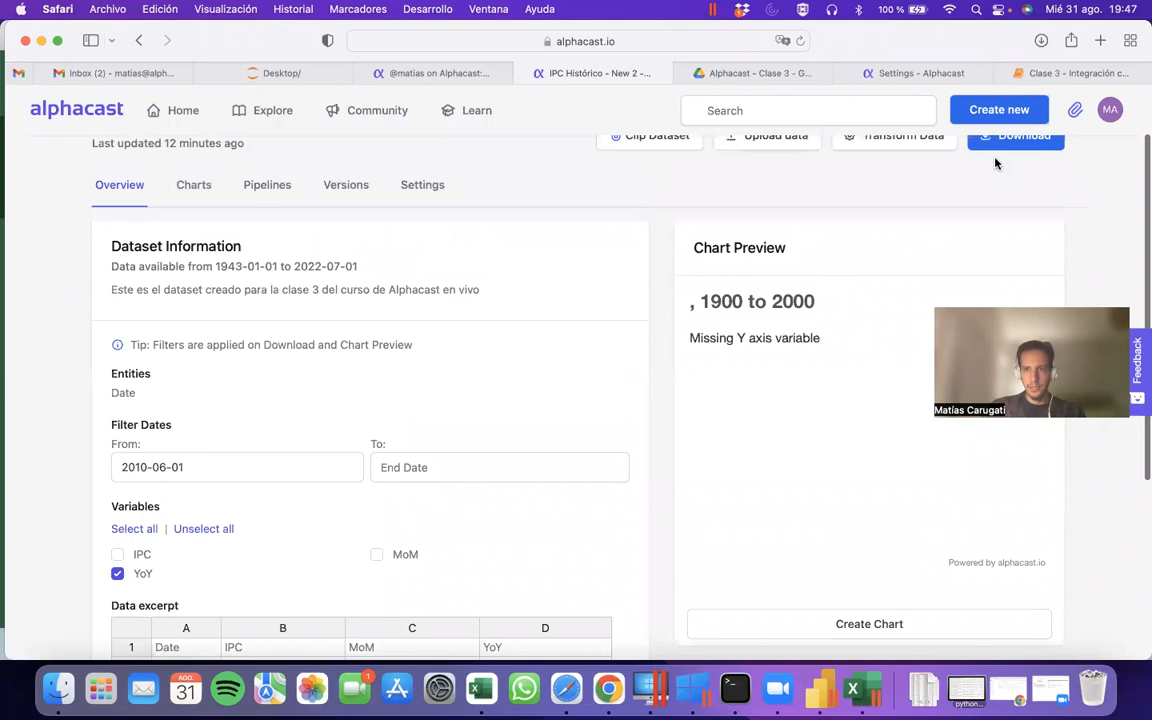 Safari Archivo Edición Visualización Historial Marcadores Desarrollo Ventana Ayuda 100 % Mié 31 ago. 19:47
alphacast.io
Inbox (2) - matias@alph... Desktop/ @matias on Alphacast:... IPC Histórico - New 2 -... Alphacast - Clase 3 - G... Settings - Alphacast Clase 3 - Integración c...
alphacast Home Explore Community Learn Search Create new MA
Last updated 12 minutes ago Clip Dataset Upload data Transform Data Download
Overview Charts Pipelines Versions Settings
Dataset Information
Data available from 1943-01-01 to 2022-07-01
Este es el dataset creado para la clase 3 del curso de Alphacast en vivo
Tip: Filters are applied on Download and Chart Preview
Entities
Date
Filter Dates
From: To:
2010-06-01 End Date
Variables
Select all | Unselect all
IPC MoM
YoY
Data excerpt
A B C D
1 Date IPC MoM YoY
Chart Preview
, 1900 to 2000
Missing Y axis variable
Matías Carugati
Feedback
Powered by alphacast.io
Create Chart
AGO.
31
1
python...